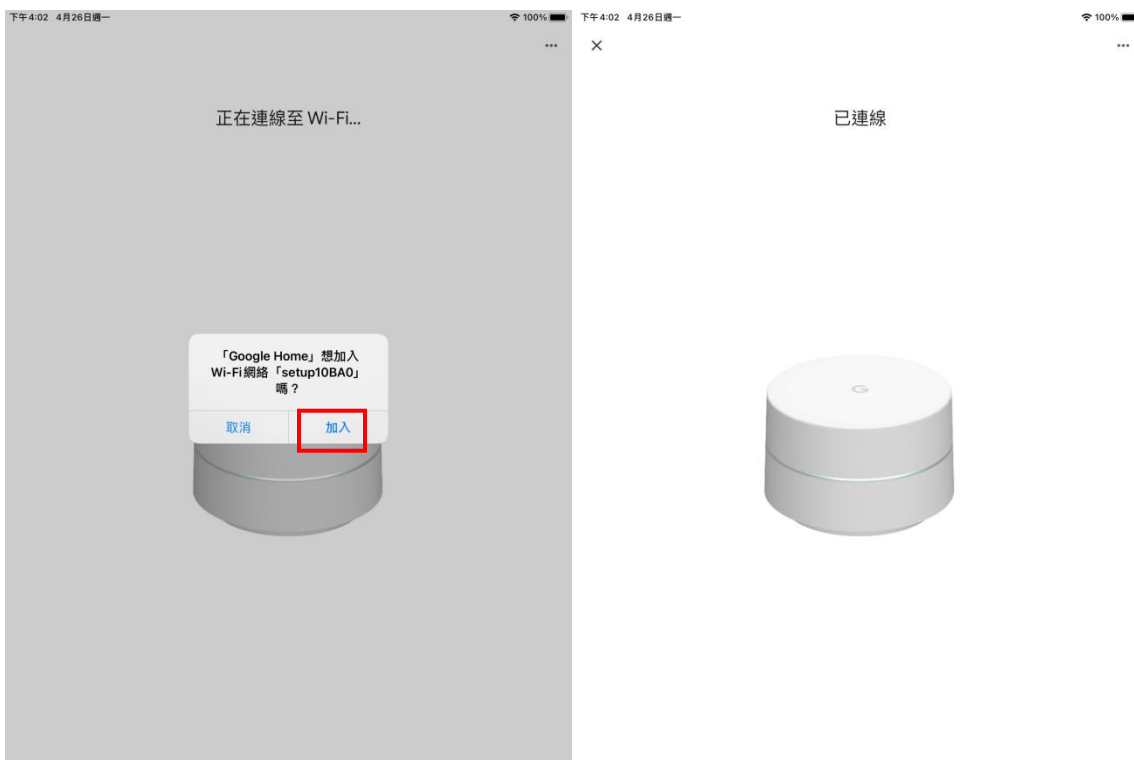 下午4:02 4月26日週一
100%
正在連線至 Wi-Fi...
「Google Home」想加入
Wi-Fi 網絡「setup10BA0」
嗎？
取消
加入
下午4:02 4月26日週一
100%
已連線
G